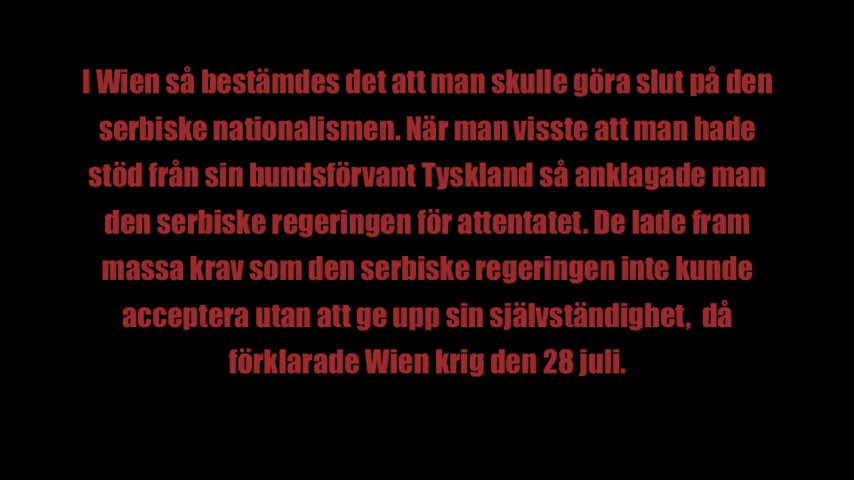 I Wien så bestämdes det att man skulle göra slut på den
serbiske nationalismen. När man visste att man hade
stöd från sin bundsförvant Tyskland så anklagade man
den serbiske regeringen för attentatet. De lade fram
massa krav som den serbiske regeringen inte kunde
acceptera utan att ge upp sin självständighet,  då
förklarade Wien krig den 28 juli.